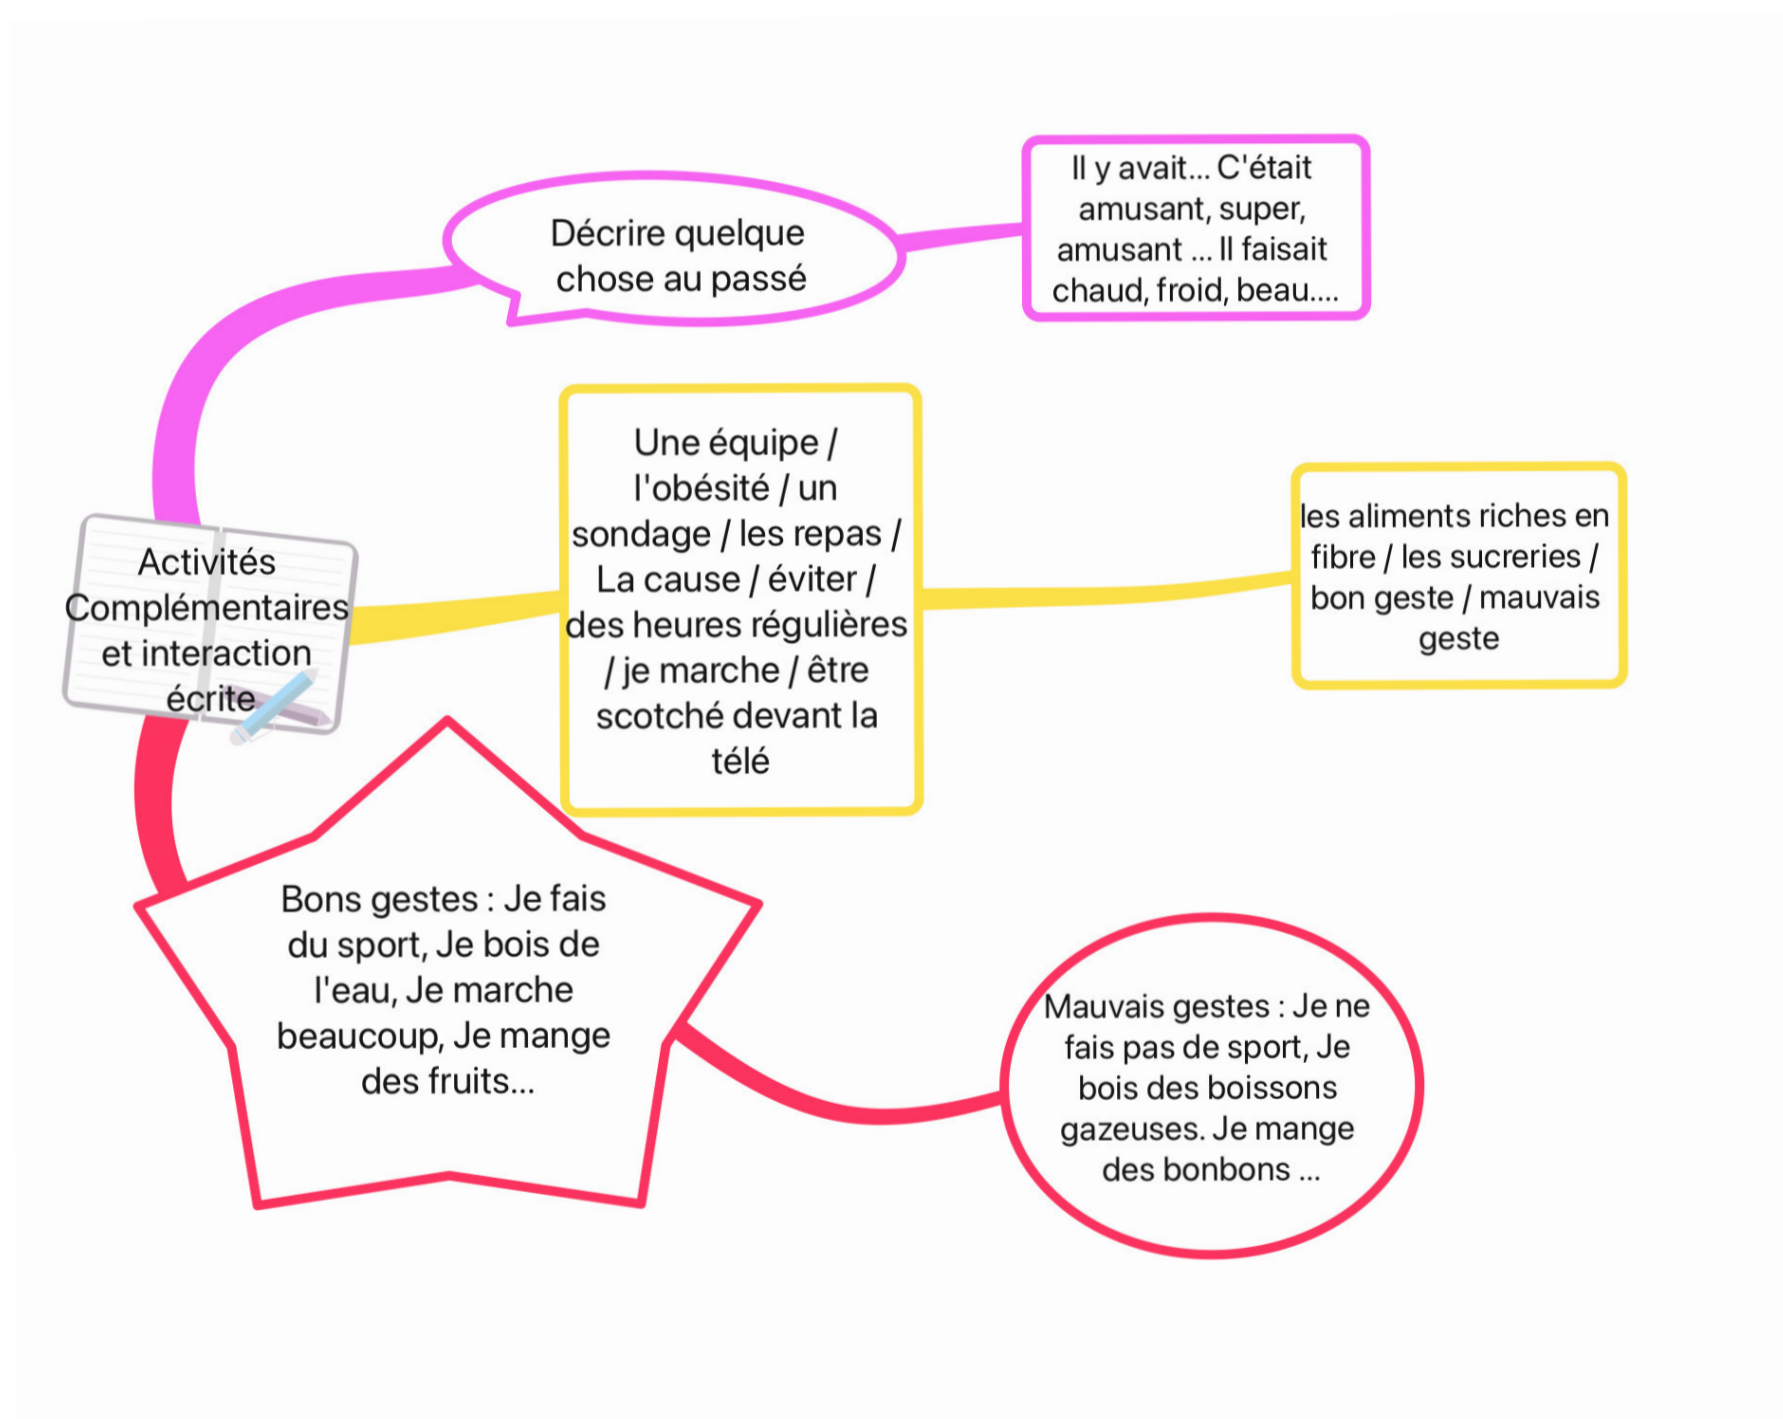 Décrire quelque
chose au passé
Il y avait... C'était
amusant, super,
amusant ... Il faisait
chaud, froid, beau....
Activités
Complémentaires
et interaction
écrite
Une équipe /
l'obésité / un
sondage / les repas /
La cause / éviter /
des heures régulières
/ je marche / être
scotché devant la
télé
les aliments riches en
fibre / les sucreries /
bon geste / mauvais
geste
Bons gestes : Je fais
du sport, Je bois de
l'eau, Je marche
beaucoup, Je mange
des fruits...
Mauvais gestes : Je ne
fais pas de sport, Je
bois des boissons
gazeuses. Je mange
des bonbons ...